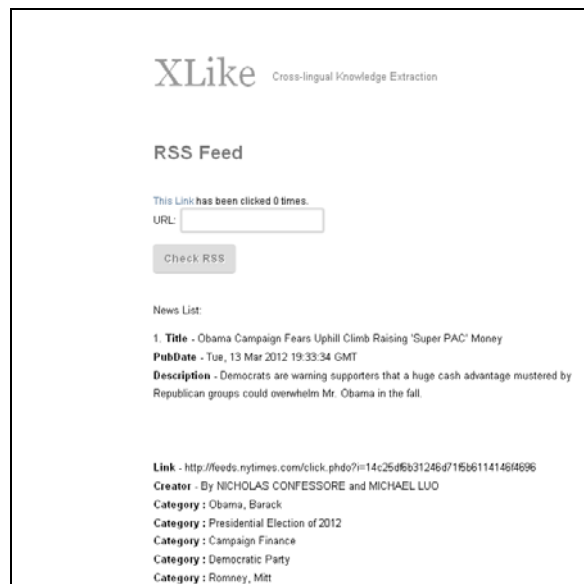 XLike Cross-lingual Knowledge Extraction
RSS Feed
This Link has been clicked 0 times.
URL:
Check RSS
News List:
1. Title - Obama Campaign Fears Uphill Climb Raising 'Super PAC' Money
PubDate - Tue, 13 Mar 2012 19:33:34 GMT
Description - Democrats are warning supporters that a huge cash advantage mustered by
Republican groups could overwhelm Mr. Obama in the fall.
Link - http://feeds.nytimes.com/click.phdo?i=14c25df6b31246d71f5b6114146f4696
Creator - By NICHOLAS CONFESSORE and MICHAEL LUO
Category : Obama, Barack
Category : Presidential Election of 2012
Category : Campaign Finance
Category : Democratic Party
Category : Romney, Mitt